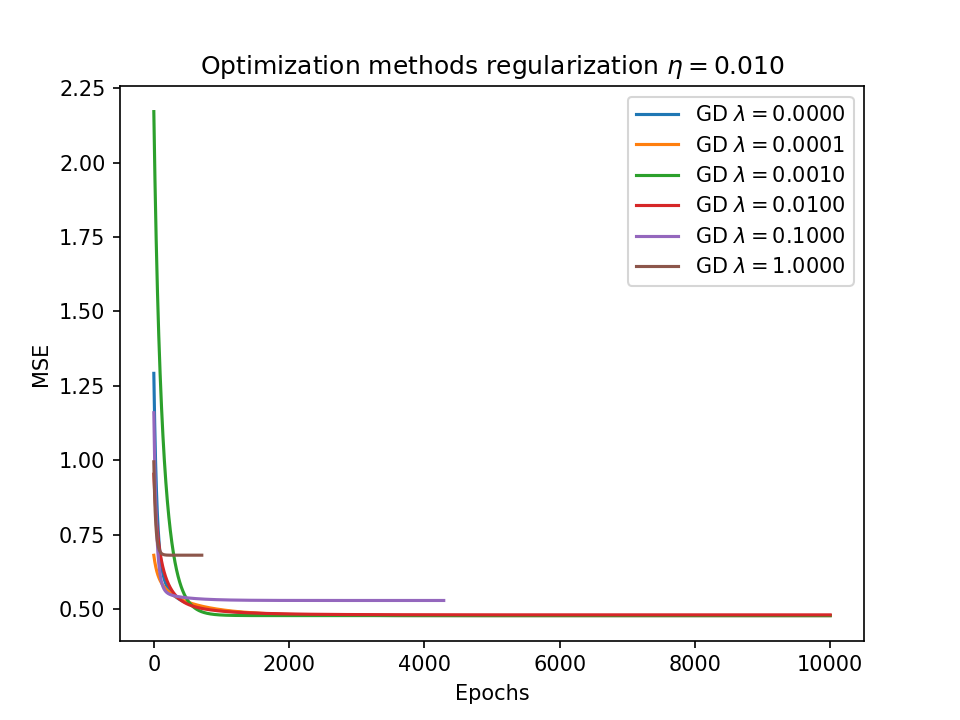 Optimization methods regularization η = 0.010
2.25
2.00
1.75
1.50
1.25
1.00
0.75
0.50
MSE
GD λ = 0.0000
GD λ = 0.0001
GD λ = 0.0010
GD λ = 0.0100
GD λ = 0.1000
GD λ = 1.0000
0 2000 4000 6000 8000 10000
Epochs